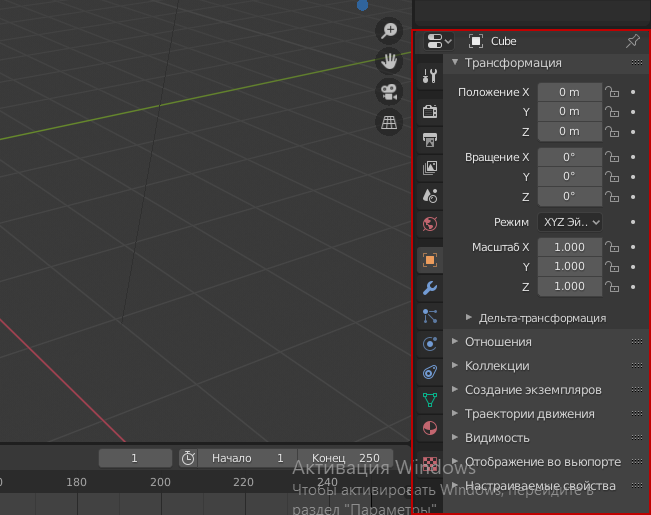 Cube
Трансформация
Положение X 0 m
Y 0 m
Z 0 m
Вращение X 0°
Y 0°
Z 0°
Режим XYZ Эй..
Масштаб X 1.000
Y 1.000
Z 1.000
Дельта-трансформация
Отношения
Коллекции
Создание экземпляров
Траектории движения
Видимость
Отображение во вьюпорте
Настраиваемые свойства
1 Начало 1 Конец 250
180 200 220 240
Активация Windows
Чтобы активировать Windows, перейдите в
раздел "Параметры"